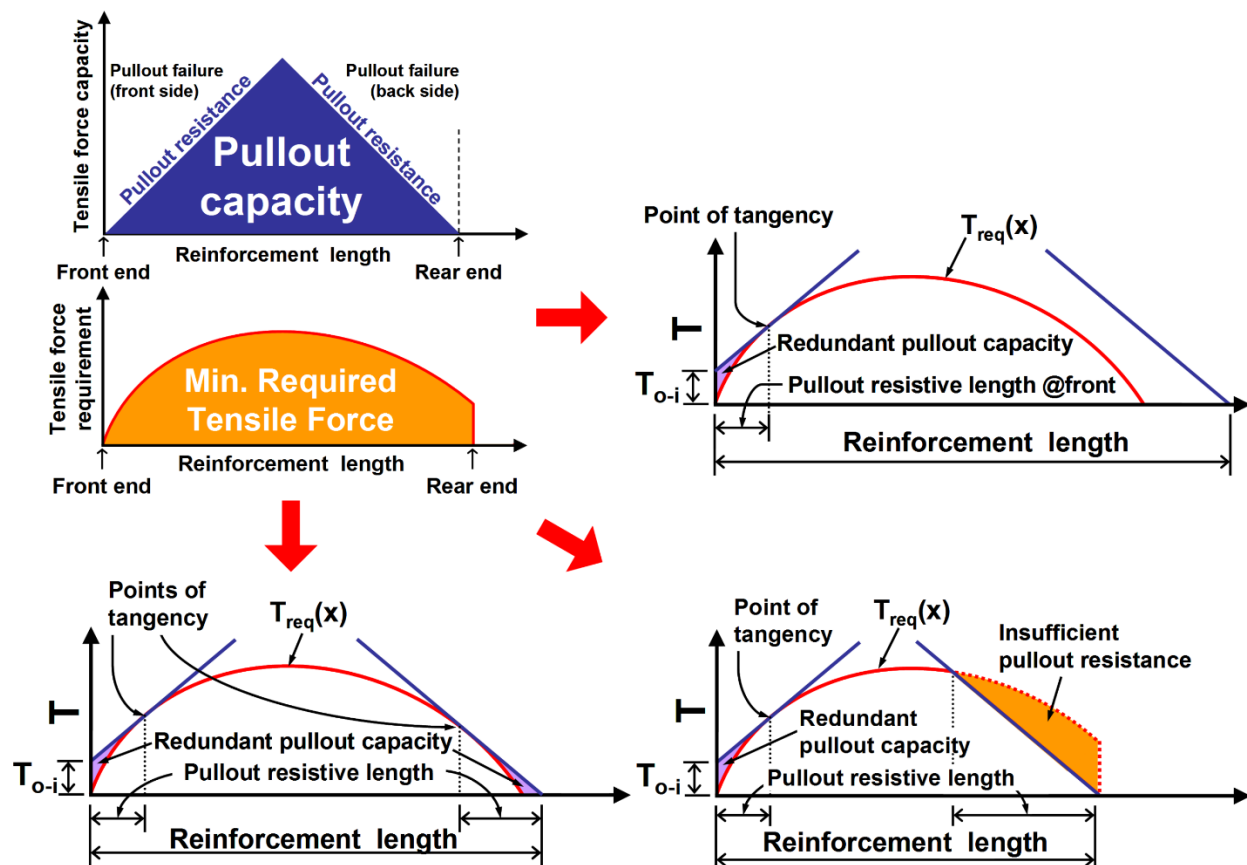 Tensile force capacity
Pullout failure
(front side)
Pullout failure
(back side)
Pullout resistance
Pullout resistance
Pullout
capacity
Reinforcement length
Front end
Rear end
Tensile force
requirement
Min. Required
Tensile Force
Reinforcement length
Front end
Rear end
Point of tangency
Treq(x)
T
Redundant pullout capacity
To-i
Pullout resistive length @front
Reinforcement length
Points of
tangency
Treq(x)
T
Redundant pullout capacity
To-i
Pullout resistive length
Reinforcement length
Point of
tangency
Treq(x)
Insufficient
pullout resistance
T
Redundant
pullout capacity
To-i
Pullout resistive length
Reinforcement length